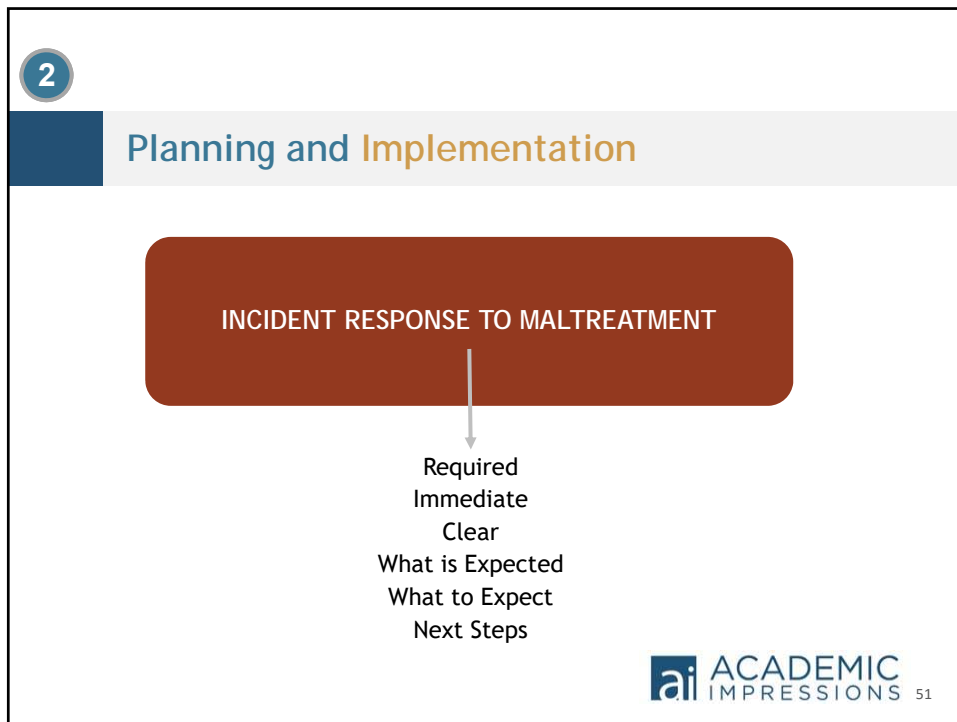 2
Planning and Implementation
INCIDENT RESPONSE TO MALTREATMENT
Required
Immediate
Clear
What is Expected
What to Expect
Next Steps
ai ACADEMIC
IMPRESSIONS
51